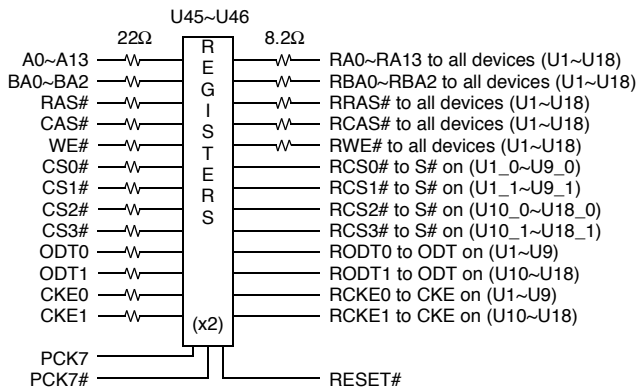 U45~U46
22Ω
8.2Ω
REGISTERS
(x2)
A0~A13
RA0~RA13 to all devices (U1~U18)
BA0~BA2
RBA0~RBA2 to all devices (U1~U18)
RAS#
RRAS# to all devices (U1~U18)
CAS#
RCAS# to all devices (U1~U18)
WE#
RWE# to all devices (U1~U18)
CS0#
RCS0# to S# on (U1_0~U9_0)
CS1#
RCS1# to S# on (U1_1~U9_1)
CS2#
RCS2# to S# on (U10_0~U18_0)
CS3#
RCS3# to S# on (U10_1~U18_1)
ODT0
RODT0 to ODT on (U1~U9)
ODT1
RODT1 to ODT on (U10~U18)
CKE0
RCKE0 to CKE on (U1~U9)
CKE1
RCKE1 to CKE on (U10~U18)
PCK7
PCK7#
RESET#